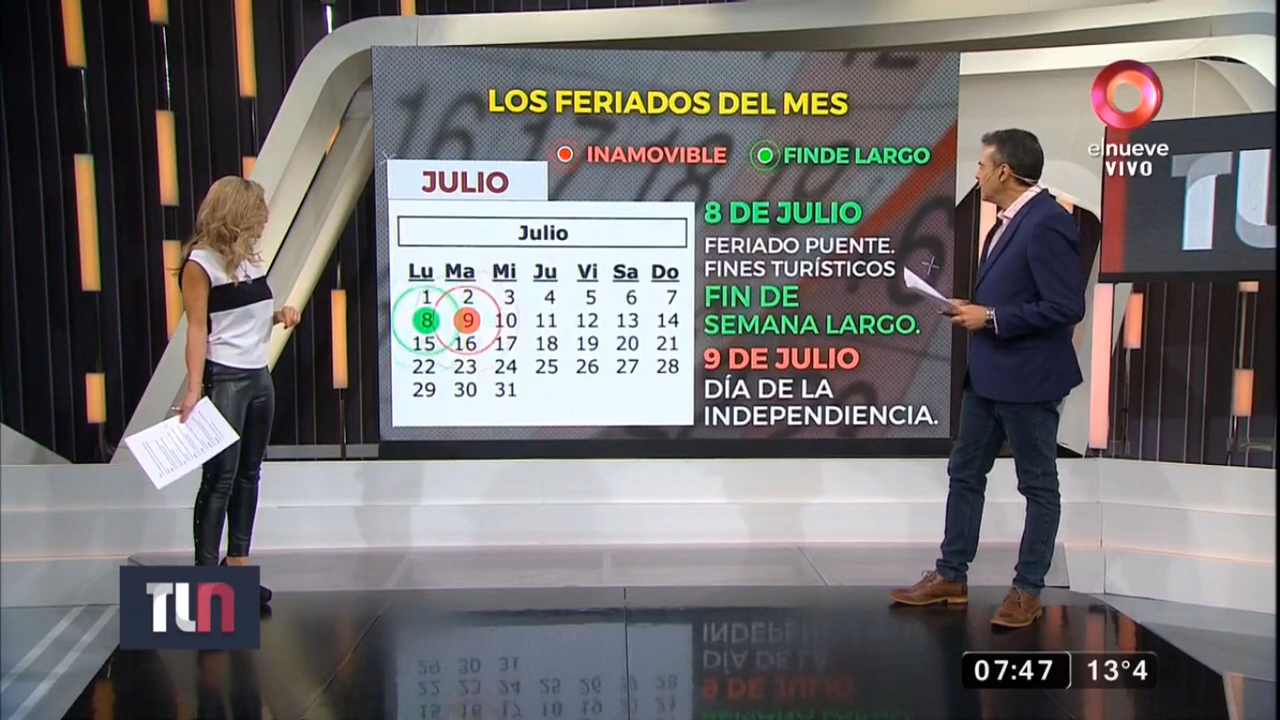 LOS FERIADOS DEL MES
INAMOVIBLE FINDE LARGO
JULIO
Julio
Lu Ma Mi Ju Vi Sa Do
1 2 3 4 5 6 7
8 9 10 11 12 13 14
15 16 17 18 19 20 21
22 23 24 25 26 27 28
29 30 31
8 DE JULIO
FERIADO PUENTE.
FINES TURÍSTICOS
FIN DE
SEMANA LARGO.
9 DE JULIO
DÍA DE LA
INDEPENDENCIA.
elnueve
VIVO
TL
TLN
07:47 13°4